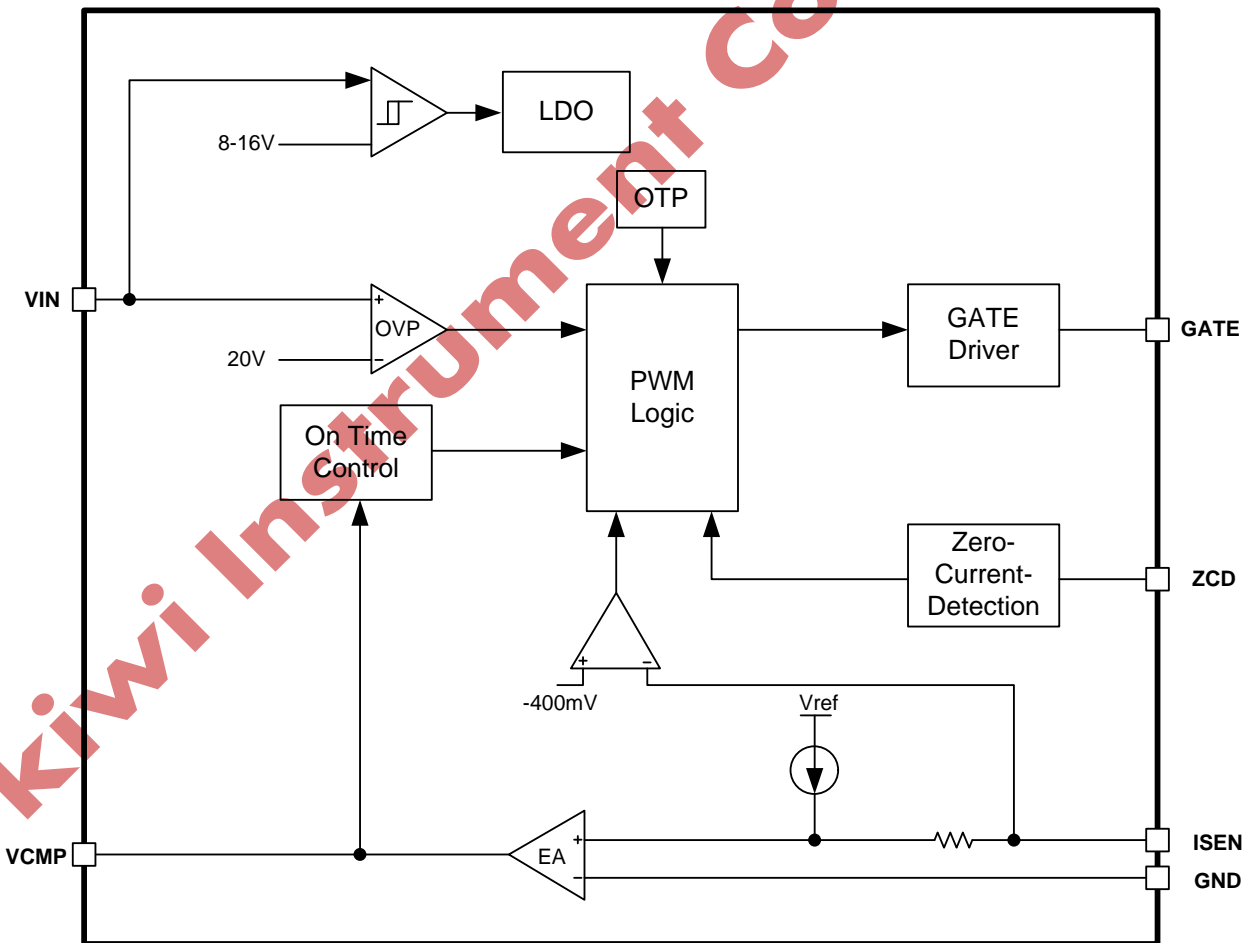 LDO
8-16V
OTP
VIN
+
OVP
20V
−
GATE
Driver
GATE
PWM
Logic
On Time
Control
Zero-
Current-
Detection
ZCD
+
−
-400mV
Vref
VCMP
EA
+
−
ISEN
GND
kiwi Instrument Co